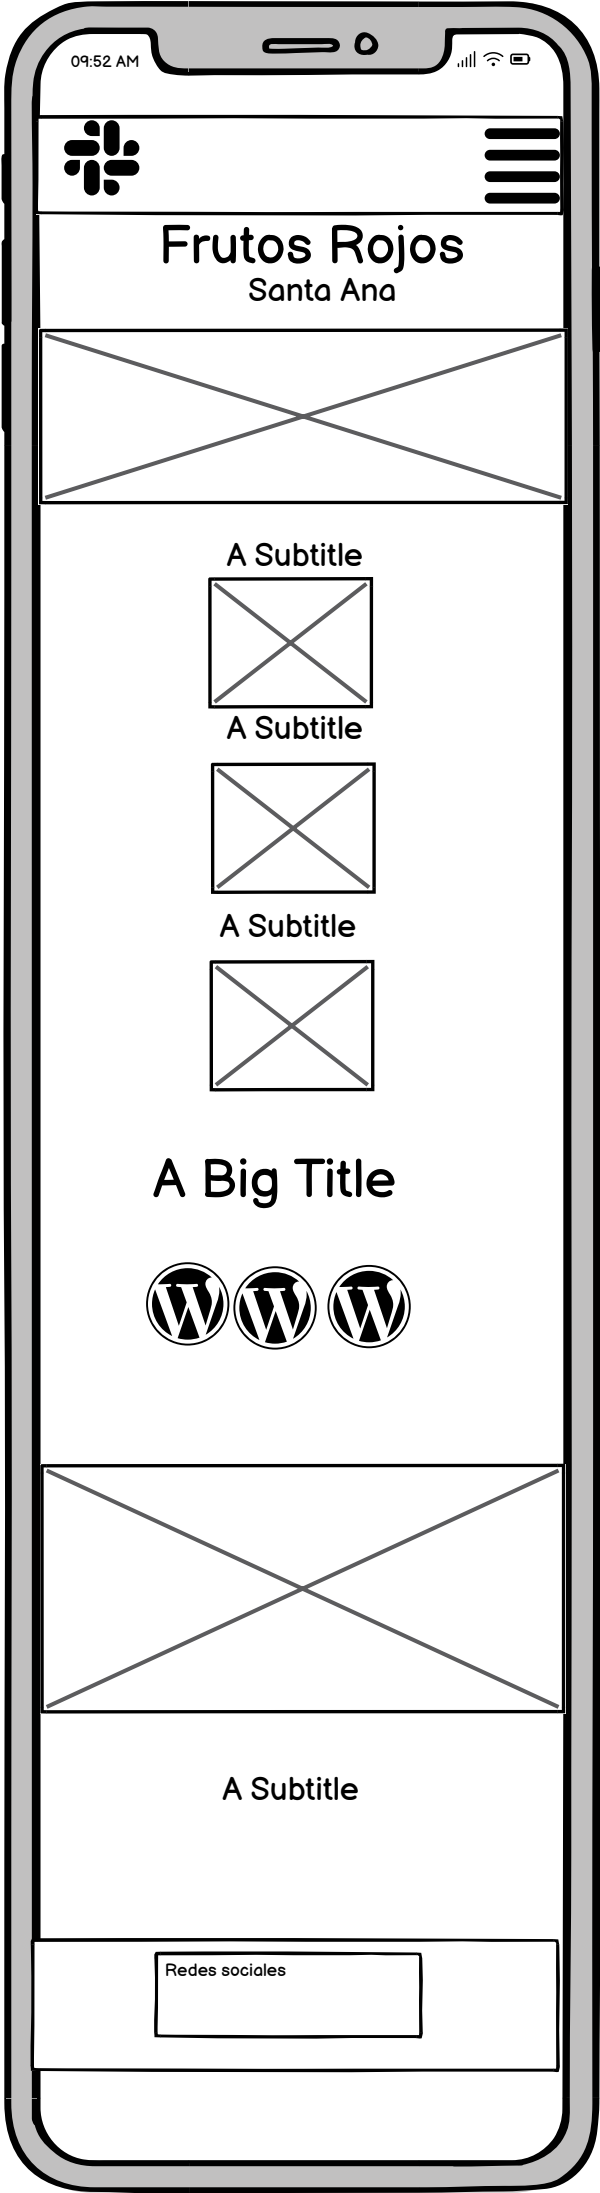 09:52 AM
Frutos Rojos
Santa Ana
A Subtitle
A Subtitle
A Subtitle
A Big Title
A Subtitle
Redes sociales